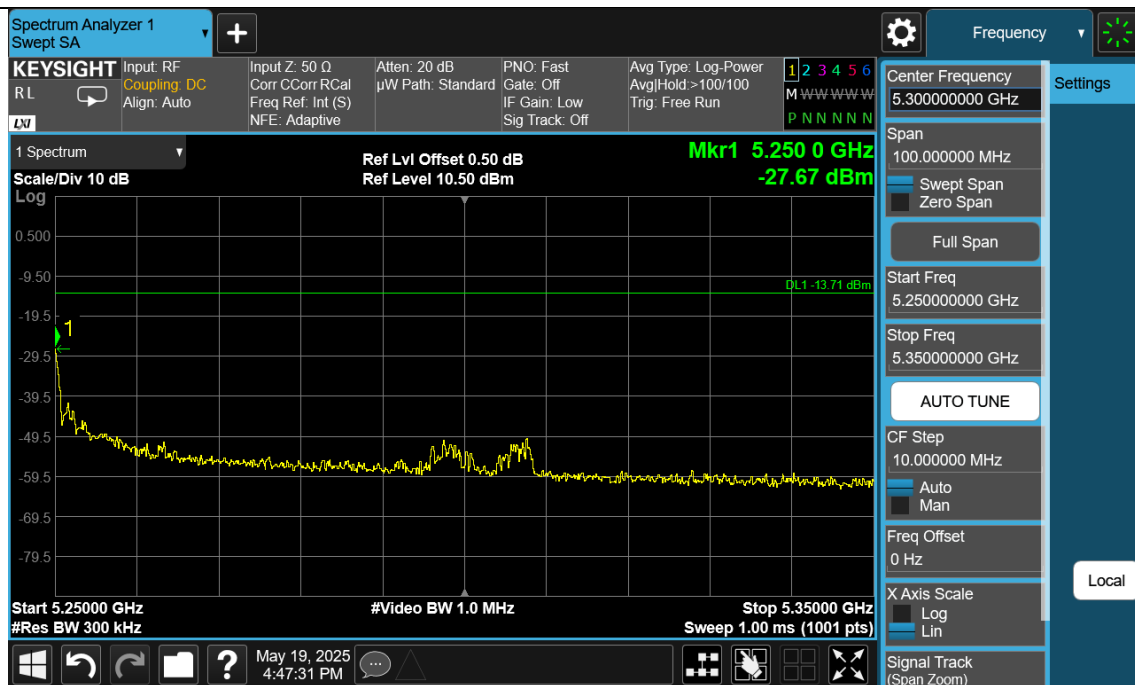 Spectrum Analyzer 1
Swept SA
+
Frequency
KEYSIGHT
RL
LXI
Input: RF
Coupling: DC
Align: Auto
Input Z: 50 Ω
Corr CCorr RCal
Freq Ref: Int (S)
NFE: Adaptive
Atten: 20 dB
µW Path: Standard
PNO: Fast
Gate: Off
IF Gain: Low
Sig Track: Off
Avg Type: Log-Power
Avg|Hold:>100/100
Trig: Free Run
1 2 3 4 5 6
M W W W W W
P N N N N N
1 Spectrum
Scale/Div 10 dB
Log
Ref Lvl Offset 0.50 dB
Ref Level 10.50 dBm
Mkr1 5.250 0 GHz
-27.67 dBm
0.500
-9.50
DL1 -13.71 dBm
-19.5
1
-29.5
-39.5
-49.5
-59.5
-69.5
-79.5
Start 5.25000 GHz
#Video BW 1.0 MHz
Stop 5.35000 GHz
#Res BW 300 kHz
Sweep 1.00 ms (1001 pts)
?
May 19, 2025
4:47:31 PM
Center Frequency
5.300000000 GHz
Span
100.000000 MHz
Swept Span
Zero Span
Full Span
Start Freq
5.250000000 GHz
Stop Freq
5.350000000 GHz
AUTO TUNE
CF Step
10.000000 MHz
Auto
Man
Freq Offset
0 Hz
X Axis Scale
Log
Lin
Signal Track
(Span Zoom)
Settings
Local